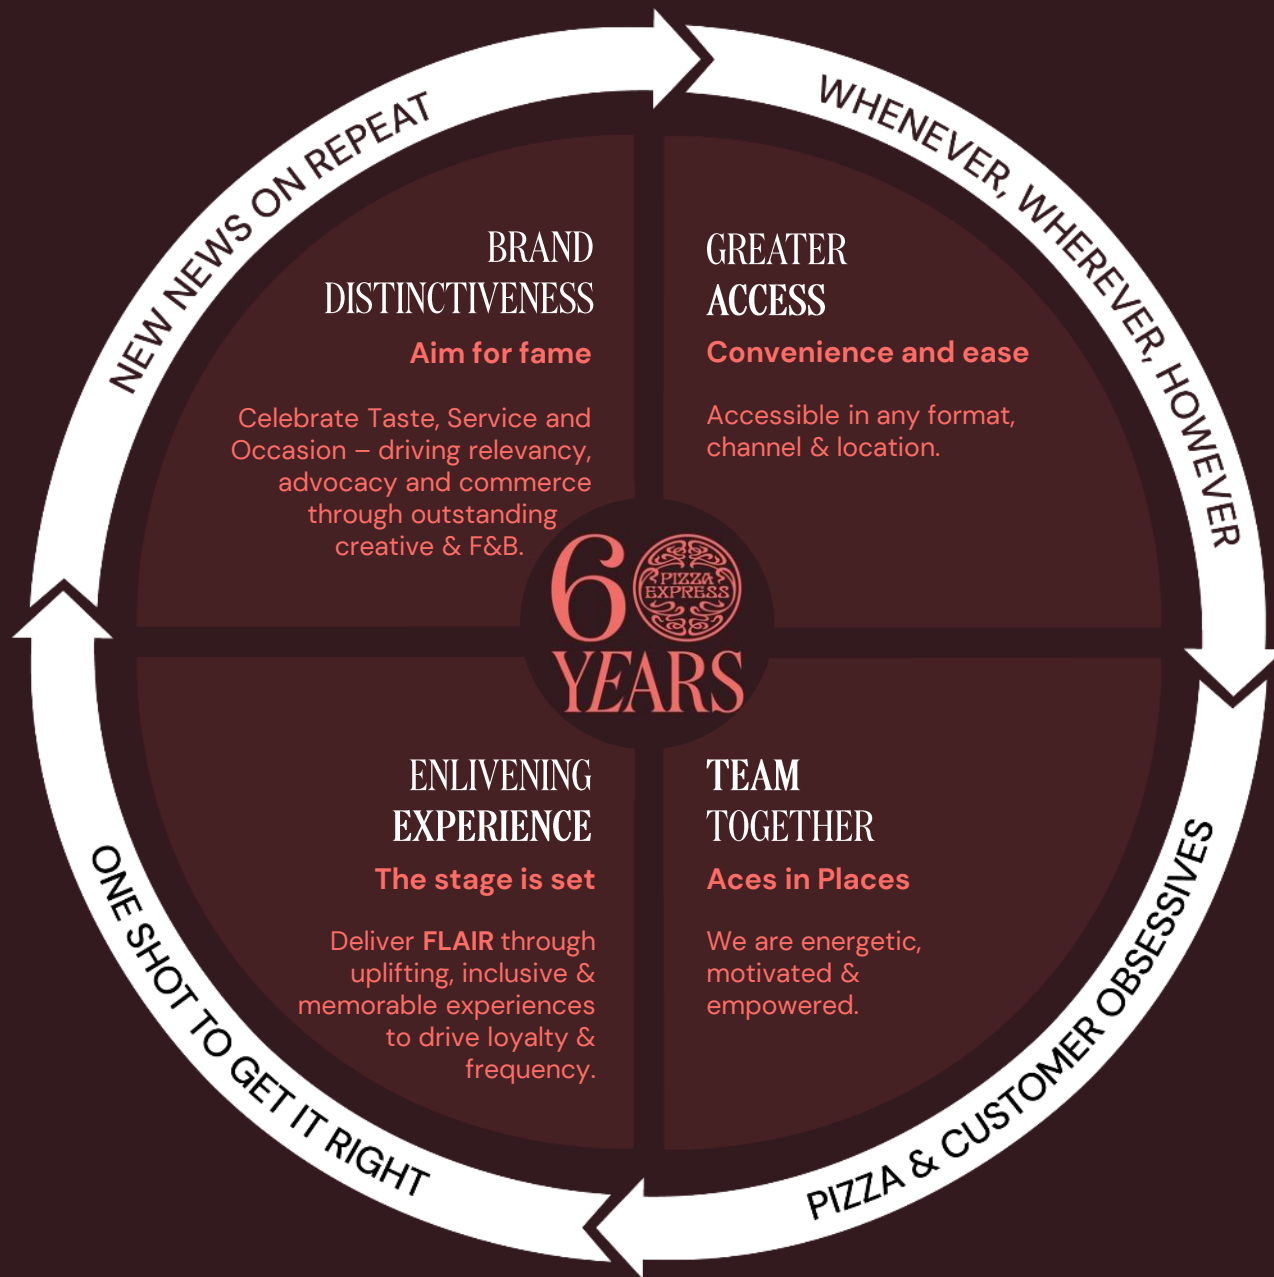 NEW NEWS ON REPEAT
WHENEVER, WHEREVER, HOWEVER
BRAND
DISTINCTIVENESS
Aim for fame
Celebrate Taste, Service and
Occasion – driving relevancy,
advocacy and commerce
through outstanding
creative & F&B.
GREATER
ACCESS
Convenience and ease
Accessible in any format,
channel & location.
60
PIZZA
EXPRESS
YEARS
ENLIVENING
EXPERIENCE
The stage is set
Deliver FLAIR through
uplifting, inclusive &
memorable experiences
to drive loyalty &
frequency.
TEAM
TOGETHER
Aces in Places
We are energetic,
motivated &
empowered.
ONE SHOT TO GET IT RIGHT
PIZZA & CUSTOMER OBSESSIVES